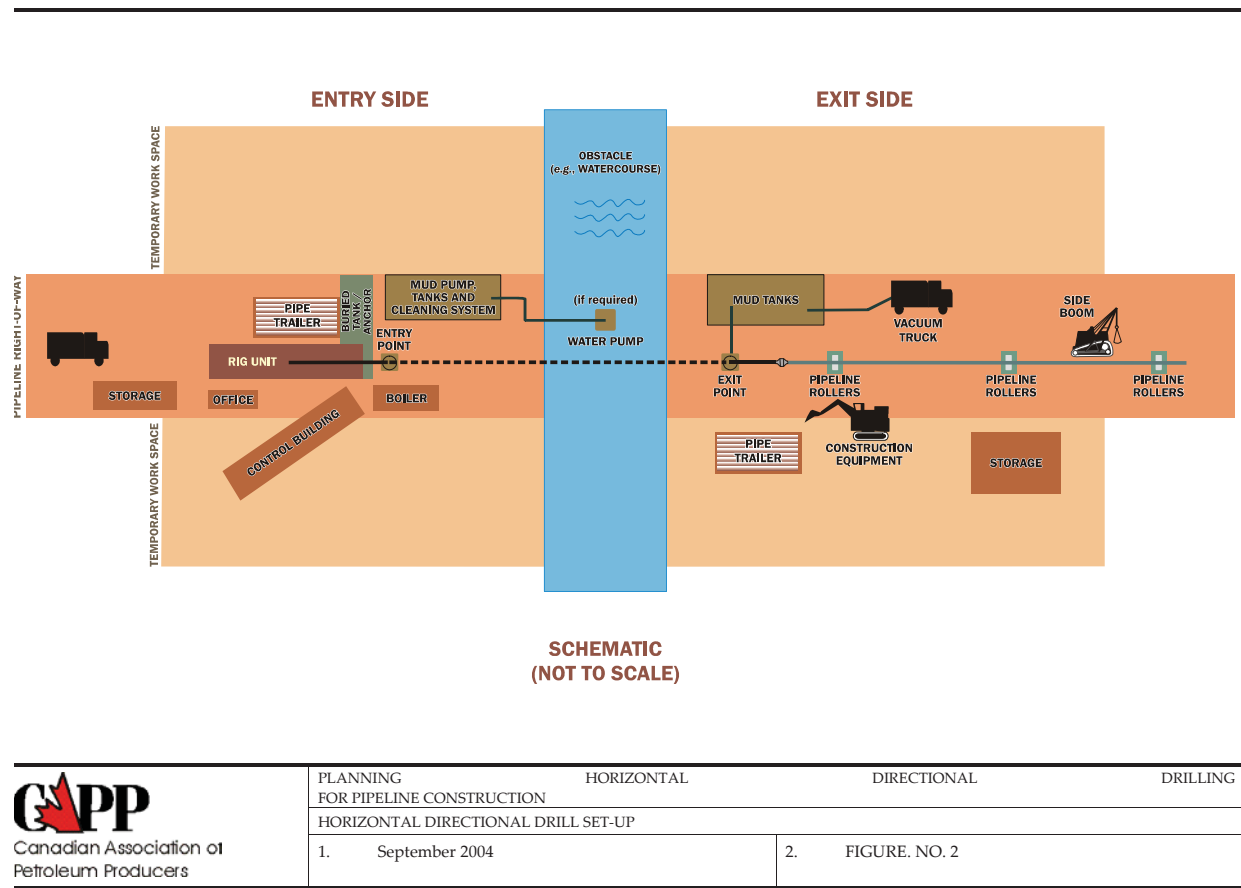 ENTRY SIDE
EXIT SIDE
TEMPORARY WORK SPACE
OBSTACLE
(e.g., WATERCOURSE)
PIPELINE RIGHT-OF-WAY
PIPE
TRAILER
BURIED
TANK /
ANCHOR
MUD PUMP,
TANKS AND
CLEANING SYSTEM
ENTRY
POINT
RIG UNIT
STORAGE
OFFICE
BOILER
CONTROL BUILDING
(if required)
WATER PUMP
MUD TANKS
VACUUM
TRUCK
SIDE
BOOM
EXIT
POINT
PIPELINE
ROLLERS
PIPELINE
ROLLERS
PIPELINE
ROLLERS
PIPE
TRAILER
CONSTRUCTION
EQUIPMENT
STORAGE
TEMPORARY WORK SPACE
SCHEMATIC
(NOT TO SCALE)
CAPP
Canadian Association of
Petroleum Producers
PLANNING HORIZONTAL DIRECTIONAL DRILLING
FOR PIPELINE CONSTRUCTION
HORIZONTAL DIRECTIONAL DRILL SET-UP
1. September 2004
2. FIGURE. NO. 2